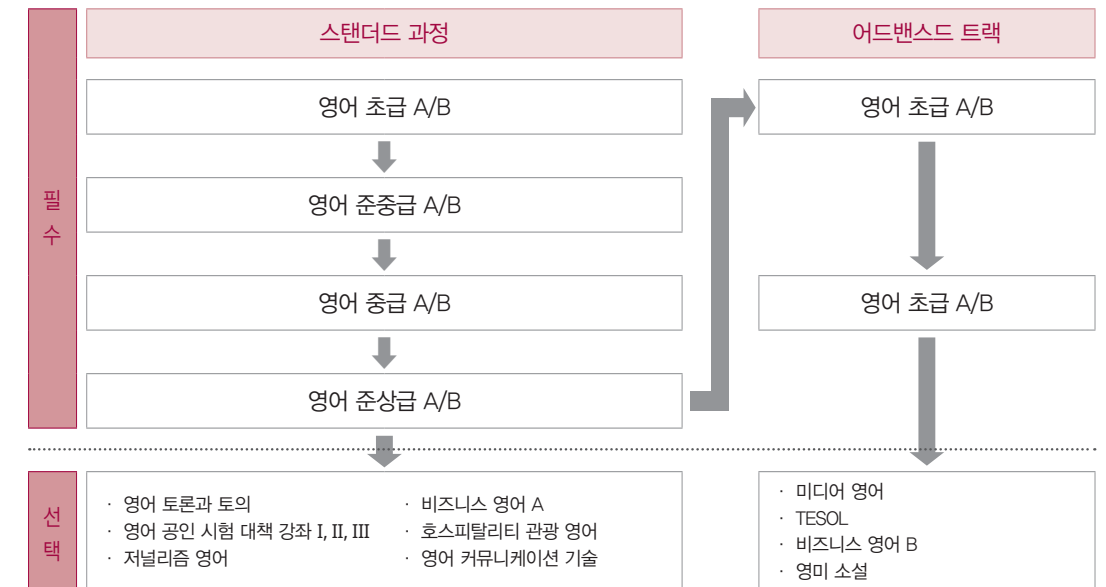 필
수
스탠더드 과정
영어 초급 A/B
영어 준중급 A/B
영어 중급 A/B
영어 준상급 A/B
어드밴스드 트랙
영어 초급 A/B
영어 초급 A/B
선
택
· 영어 토론과 토의
· 영어 공인 시험 대책 강좌 I, II, III
· 저널리즘 영어
· 비즈니스 영어 A
· 호스피탈리티 관광 영어
· 영어 커뮤니케이션 기술
· 미디어 영어
· TESOL
· 비즈니스 영어 B
· 영미 소설